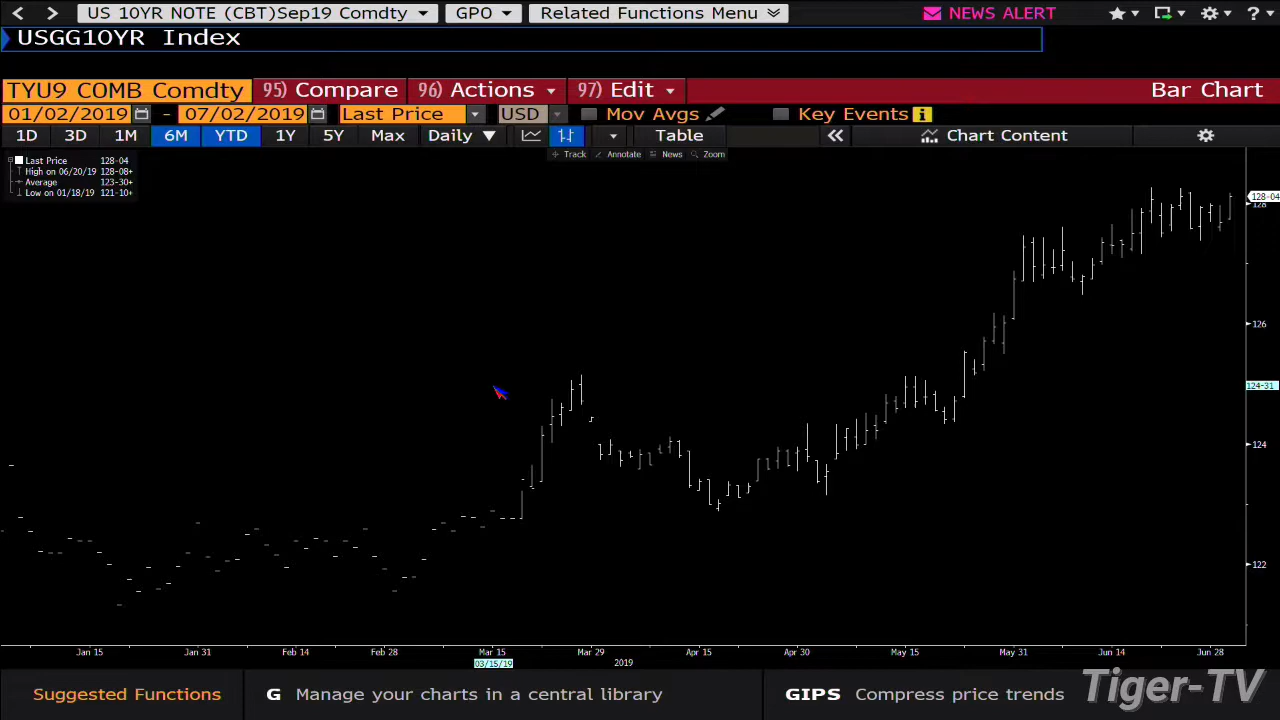 US 10YR NOTE (CBT)Sep19 Comdty GPO Related Functions Menu NEWS ALERT ?
USGG10YR Index
TYU9 COMB Comdty 95) Compare 96) Actions 97) Edit Bar Chart
01/02/2019 - 07/02/2019 Last Price USD Mov Avgs Key Events i
1D 3D 1M 6M YTD 1Y 5Y Max Daily Table Chart Content
Track Annotate News Zoom
Last Price 128-04
High on 06/20/19 128-08+
Average 123-30+
Low on 01/18/19 121-10+
128-04
128
126
124-31
124
122
Jan 15 Jan 31 Feb 14 Feb 28 Mar 15 Mar 29 Apr 15 Apr 30 May 15 May 31 Jun 14 Jun 28
03/15/19 2019
Suggested Functions G Manage your charts in a central library GIPS Compress price trends
Tiger-TV